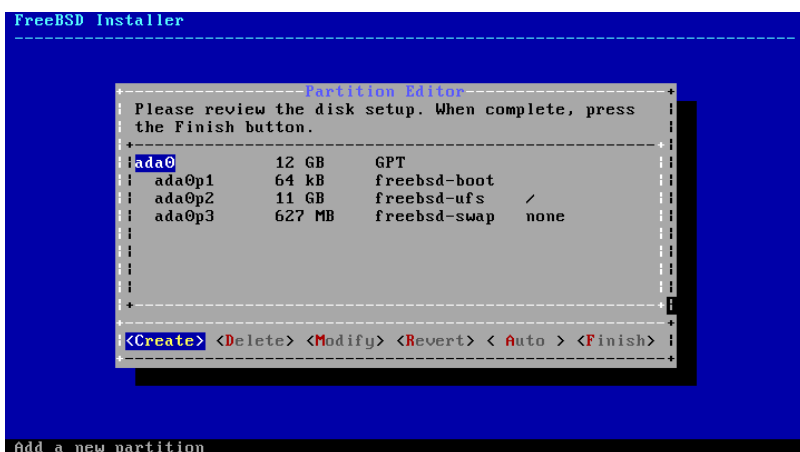 FreeBSD Installer
Partition Editor
Please review the disk setup. When complete, press
the Finish button.
ada0 12 GB GPT
ada0p1 64 kB freebsd-boot
ada0p2 11 GB freebsd-ufs /
ada0p3 627 MB freebsd-swap none
<Create> <Delete> <Modify> <Revert> < Auto > <Finish>
Add a new partition